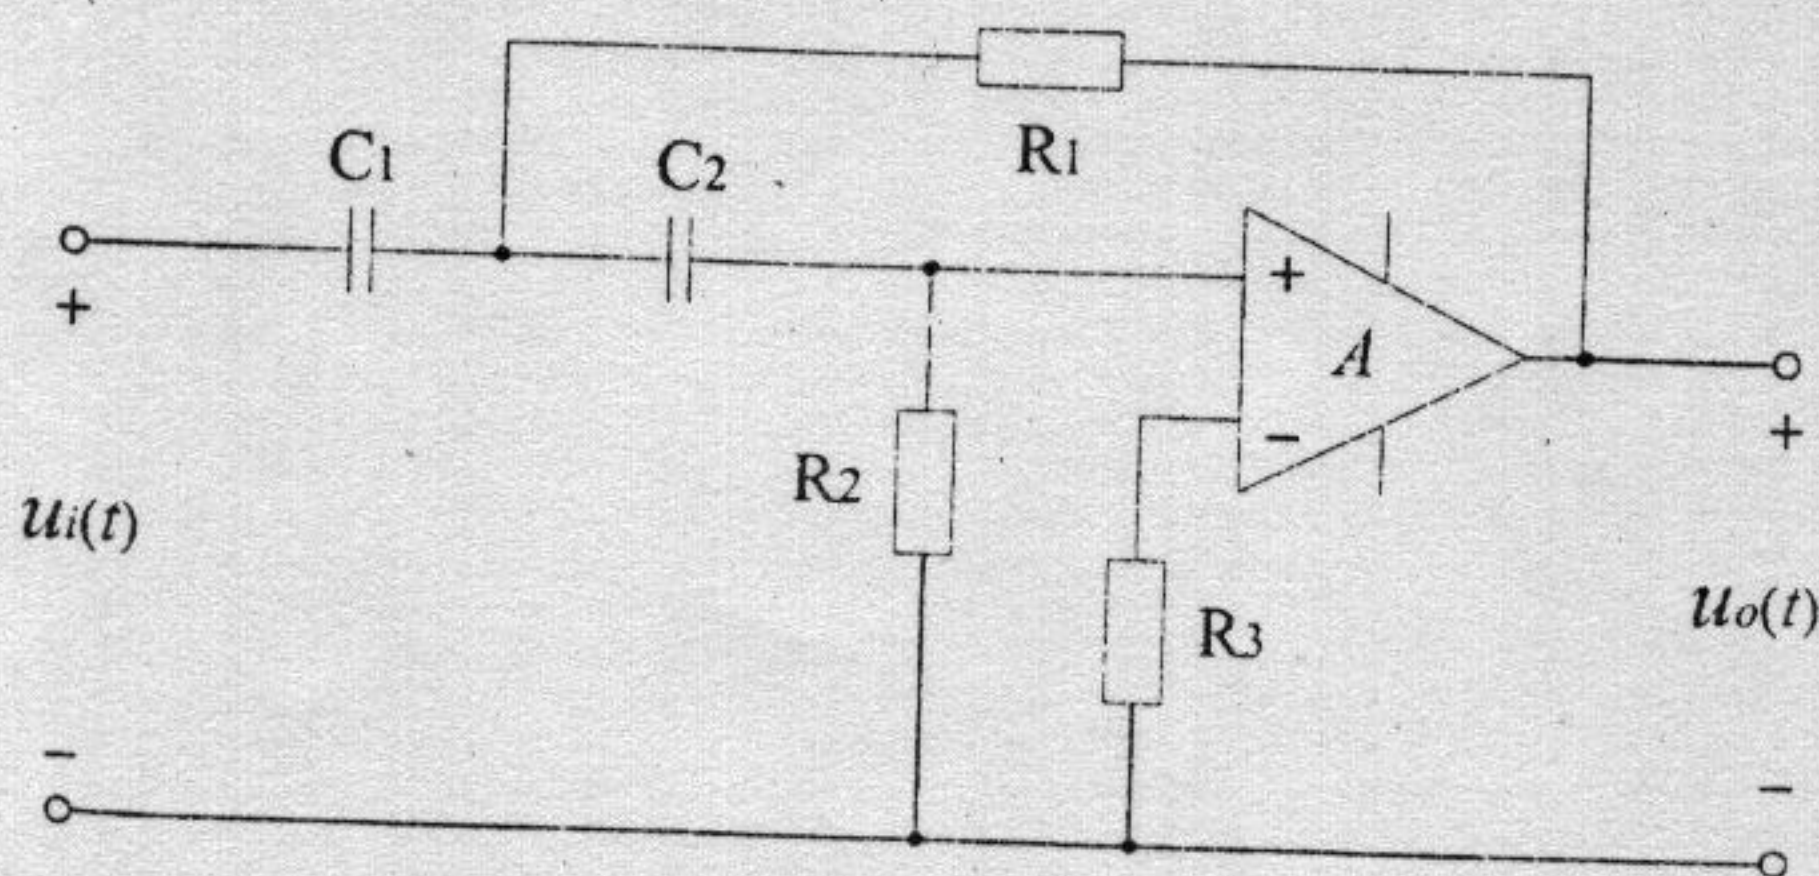 R1
C1
C2
+
+
A
−
+
R2
ui(t)
R3
uo(t)
−
−